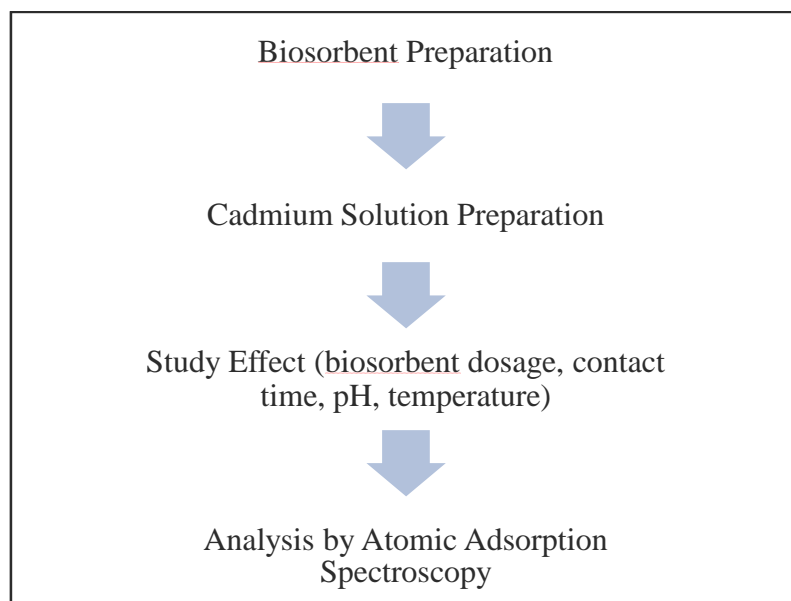 Biosorbent Preparation
Cadmium Solution Preparation
Study Effect (biosorbent dosage, contact
time, pH, temperature)
Analysis by Atomic Adsorption
Spectroscopy